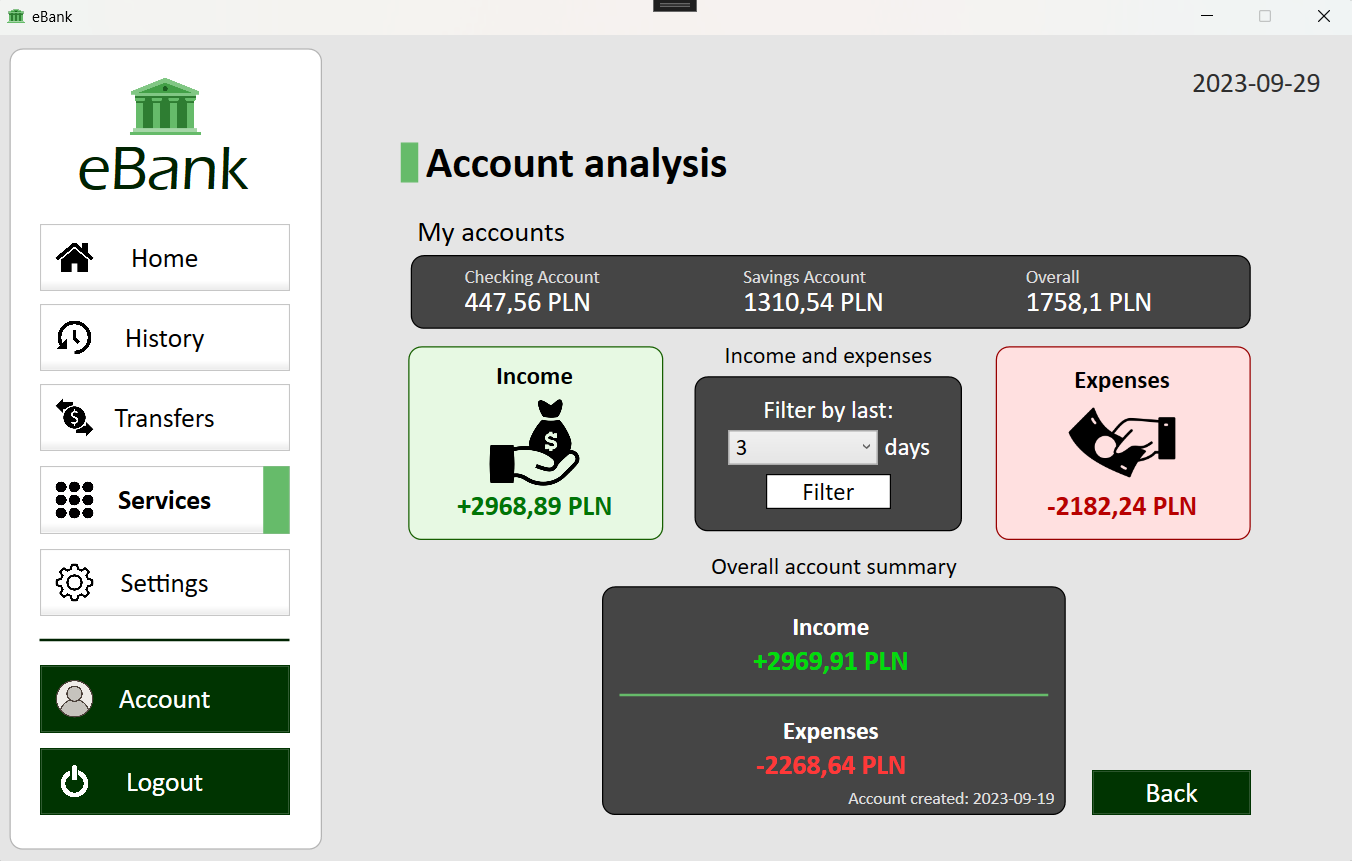 eBank
2023-09-29
eBank
Home
History
Transfers
Services
Settings
Account
Logout
Account analysis
My accounts
Checking Account
447,56 PLN
Savings Account
1310,54 PLN
Overall
1758,1 PLN
Income
$
+2968,89 PLN
Income and expenses
Filter by last:
3 days
Filter
Expenses
-2182,24 PLN
Overall account summary
Income
+2969,91 PLN
Expenses
-2268,64 PLN
Account created: 2023-09-19
Back